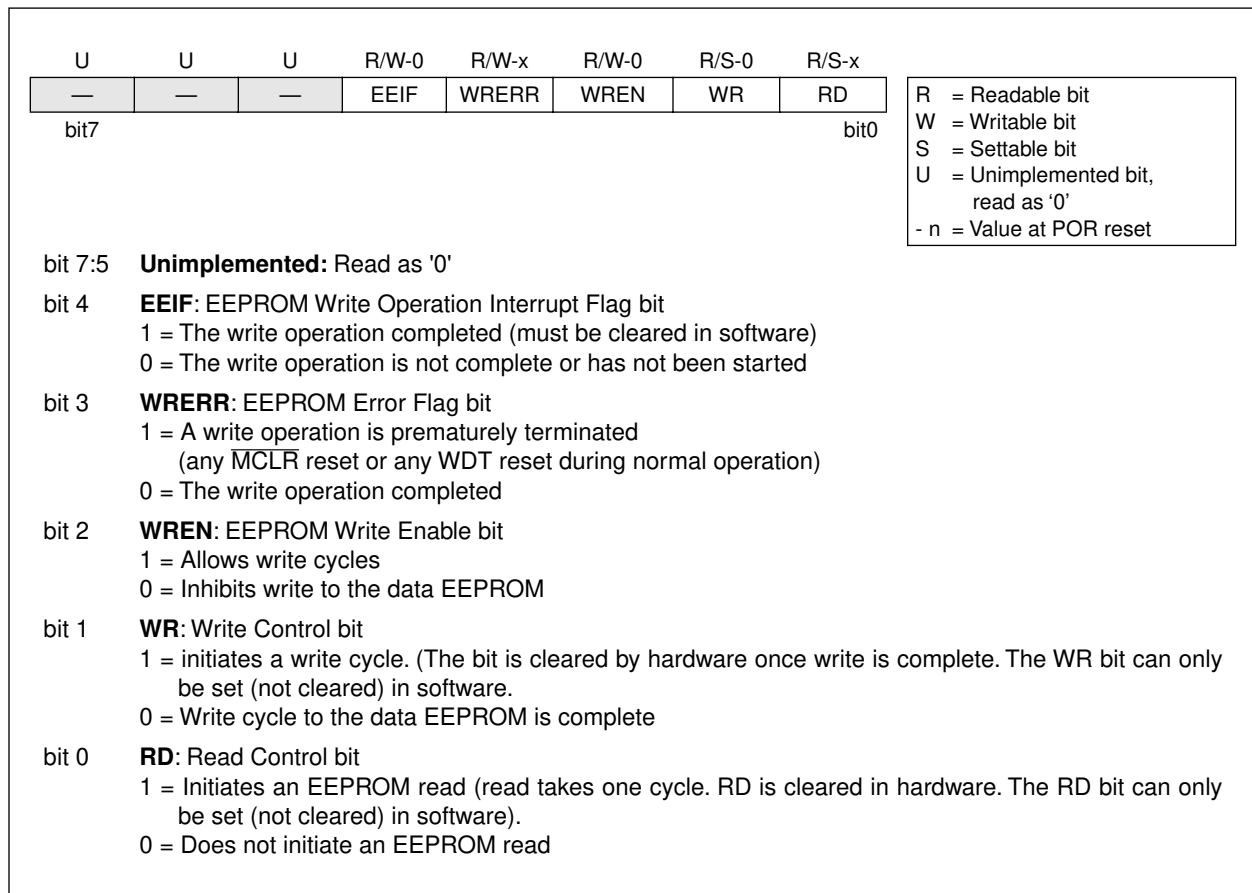 U U U R/W-0 R/W-x R/W-0 R/S-0 R/S-x
— — — EEIF WRERR WREN WR RD
bit7 bit0
R = Readable bit
W = Writable bit
S = Settable bit
U = Unimplemented bit,
read as ‘0’
- n = Value at POR reset
bit 7:5 Unimplemented: Read as '0'
bit 4 EEIF: EEPROM Write Operation Interrupt Flag bit
1 = The write operation completed (must be cleared in software)
0 = The write operation is not complete or has not been started
bit 3 WRERR: EEPROM Error Flag bit
1 = A write operation is prematurely terminated
(any MCLR reset or any WDT reset during normal operation)
0 = The write operation completed
bit 2 WREN: EEPROM Write Enable bit
1 = Allows write cycles
0 = Inhibits write to the data EEPROM
bit 1 WR: Write Control bit
1 = initiates a write cycle. (The bit is cleared by hardware once write is complete. The WR bit can only
be set (not cleared) in software.
0 = Write cycle to the data EEPROM is complete
bit 0 RD: Read Control bit
1 = Initiates an EEPROM read (read takes one cycle. RD is cleared in hardware. The RD bit can only
be set (not cleared) in software).
0 = Does not initiate an EEPROM read